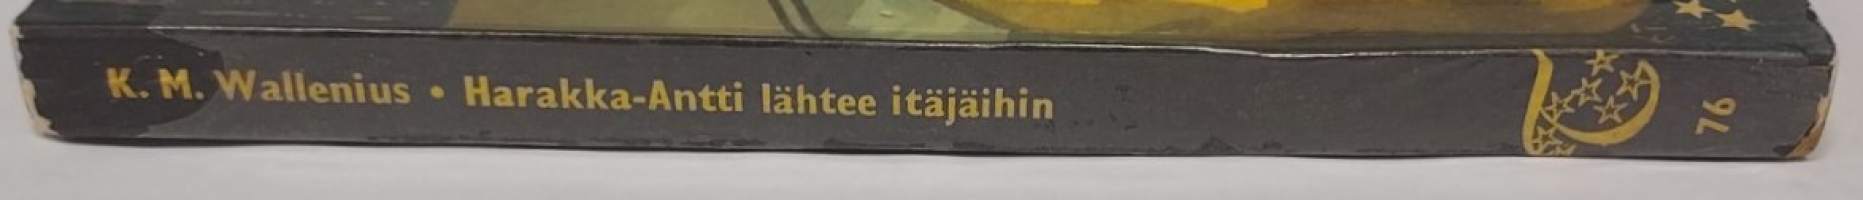 K. M. Wallenius • Harakka-Antti lähtee itäjäihin
76